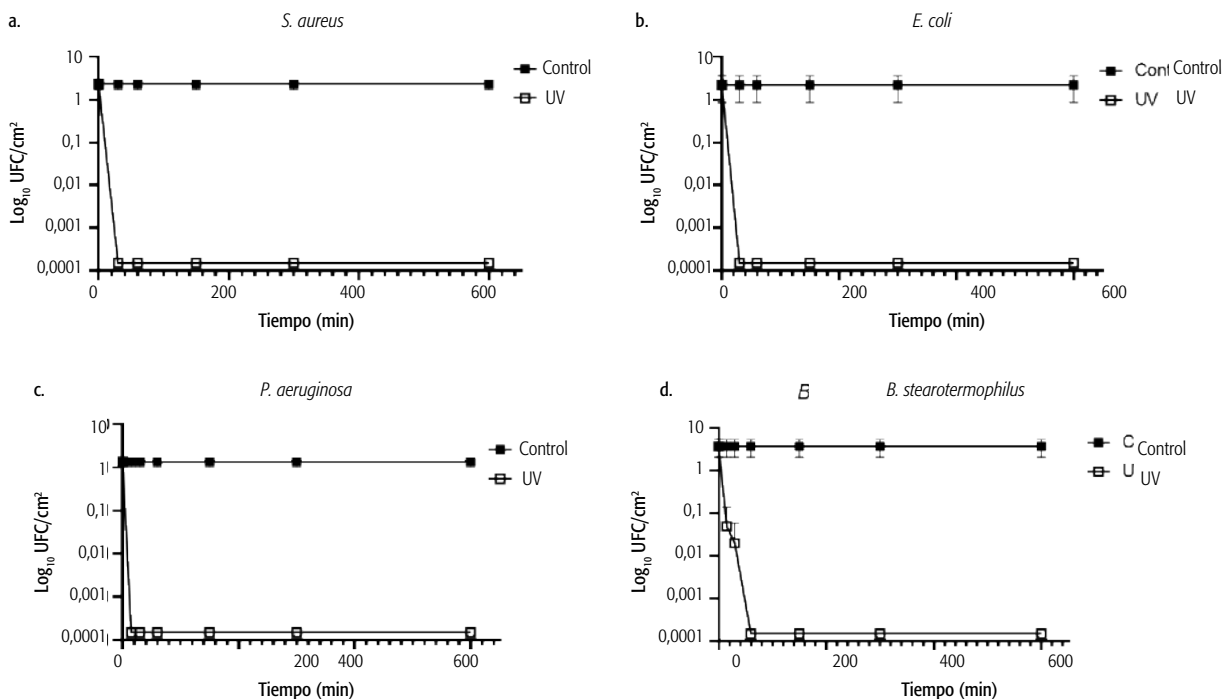 a.
S. aureus
10
1
0,1
0,01
0,001
0,0001
Log₁₀ UFC/cm²
0 200 400 600
Tiempo (min)
Control
UV
b.
E. coli
10
1
0,1
0,01
0,001
0,0001
Log₁₀ UFC/cm²
0 200 400 600
Tiempo (min)
Cont Control
UV UV
c.
P. aeruginosa
10
1
0,1
0,01
0,001
0,0001
Log₁₀ UFC/cm²
0 200 400 600
Tiempo (min)
Control
UV
d.
B B. stearotermophilus
10
1
0,1
0,01
0,001
0,0001
Log₁₀ UFC/cm²
0 200 400 600
Tiempo (min)
C Control
U UV